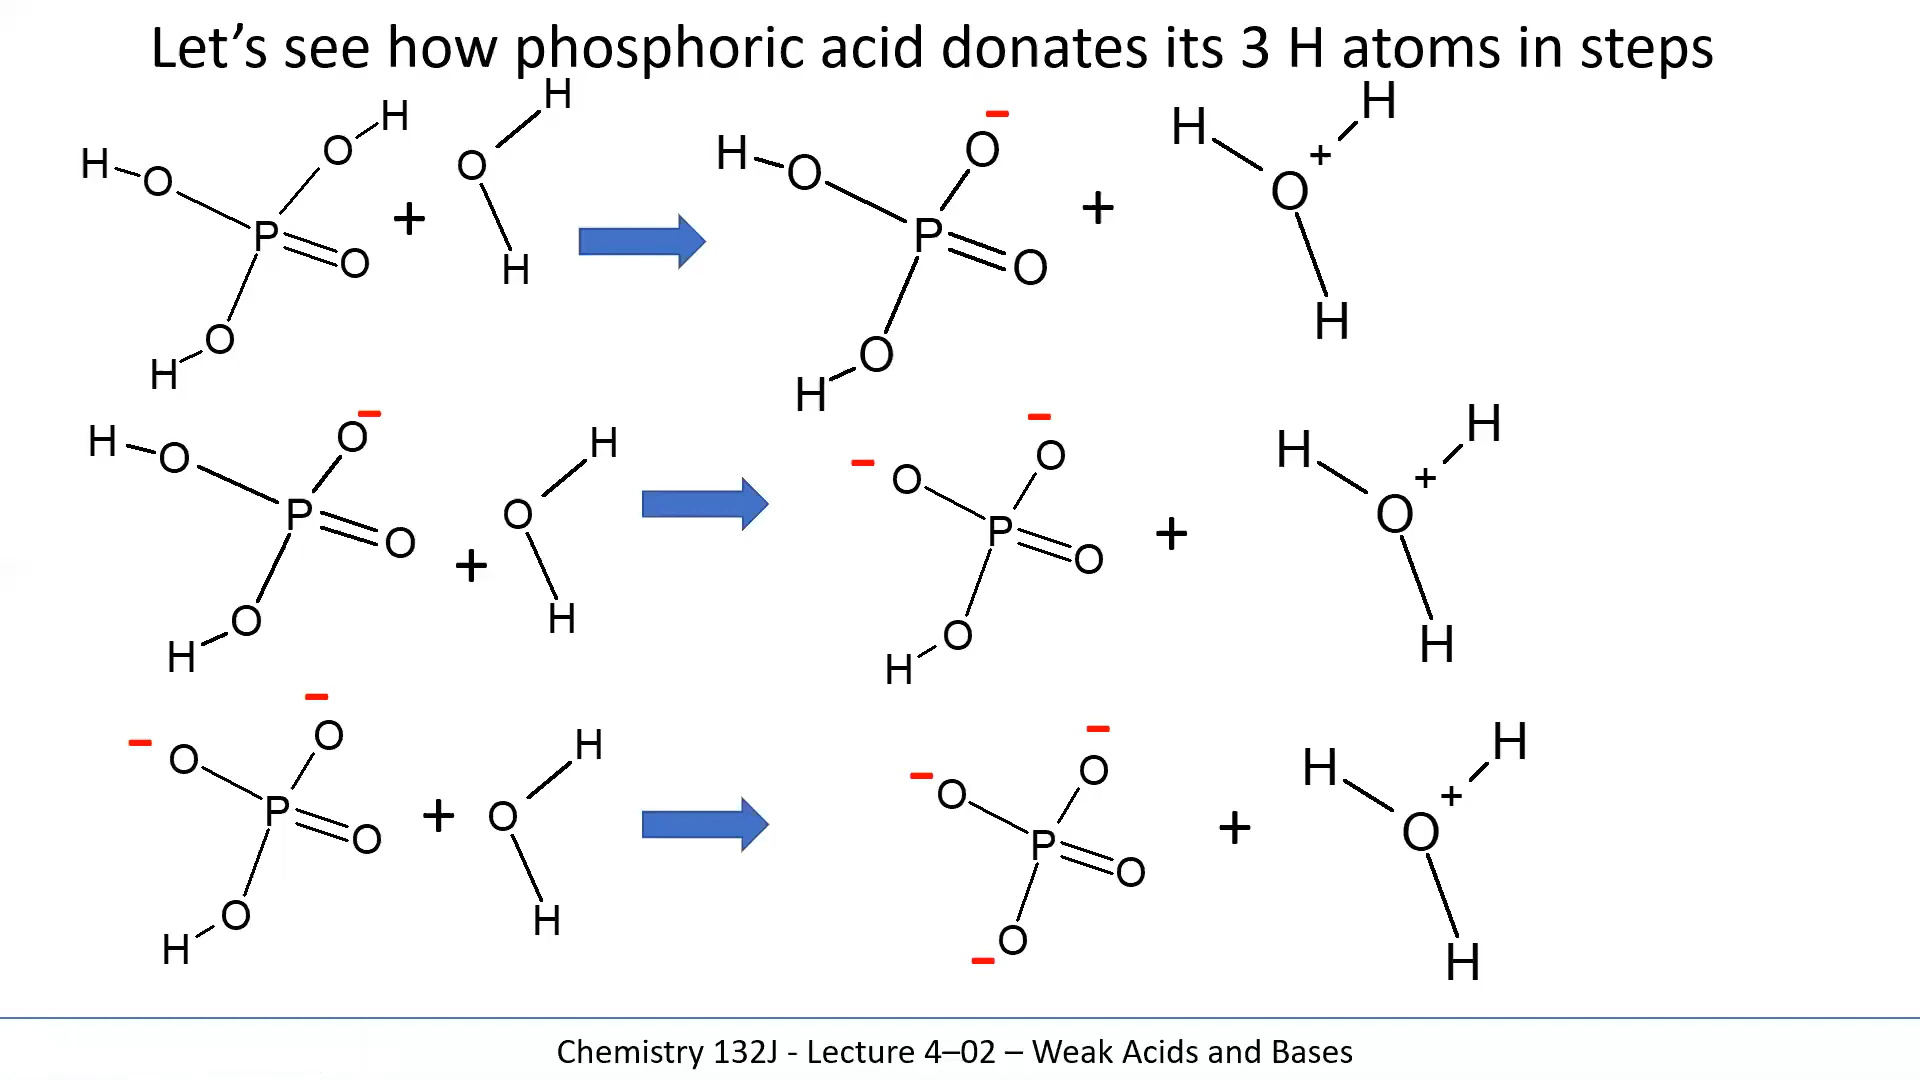 Let’s see how phosphoric acid donates its 3 H atoms in steps
H O P O H O O H + O H H H O P O − O O H + H O + H H
H O P O − O O H + O H H − O P O − O O H + H O + H H
− O P O − O O H + O H H − O P O − O O − + H O + H H
Chemistry 132J - Lecture 4–02 – Weak Acids and Bases